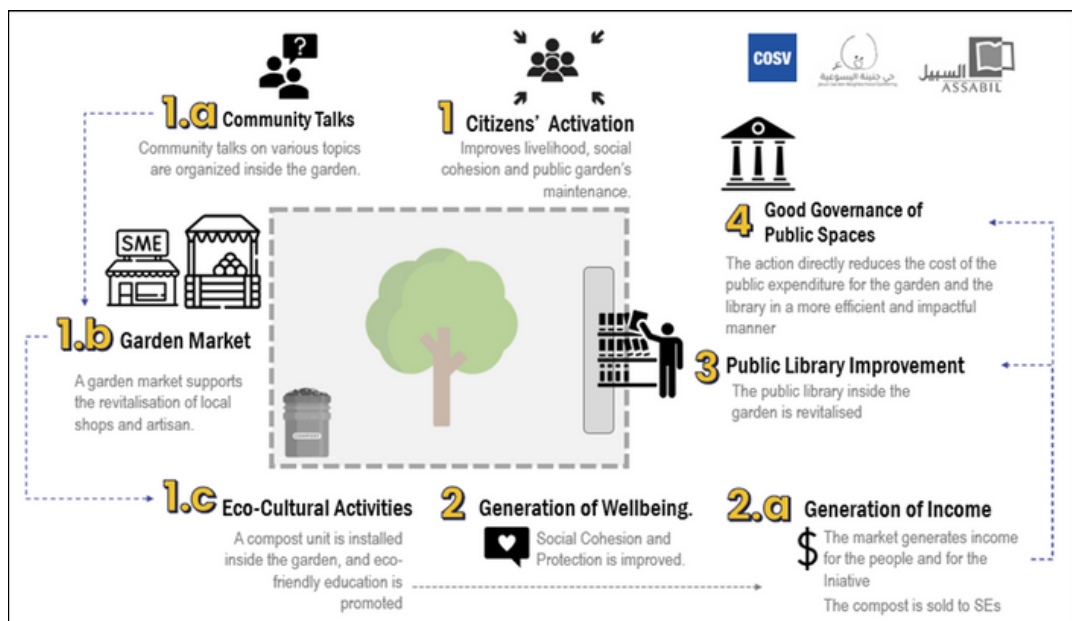 COSV
حي جنينة اليسوعية
السبيل
ASSABIL
1.a Community Talks
Community talks on various topics
are organized inside the garden.
1 Citizens' Activation
Improves livelihood, social
cohesion and public garden's
maintenance.
4 Good Governance of
Public Spaces
The action directly reduces the cost of the
public expenditure for the garden and the
library in a more efficient and impactful
manner
SME
1.b Garden Market
A garden market supports
the revitalisation of local
shops and artisan.
3 Public Library Improvement
The public library inside the
garden is revitalised
COMPOST
1.c Eco-Cultural Activities
A compost unit is installed
inside the garden, and eco-
friendly education is
promoted
2 Generation of Wellbeing.
Social Cohesion and
Protection is improved.
2.a Generation of Income
$ The market generates income
for the people and for the
Iniative
The compost is sold to SEs